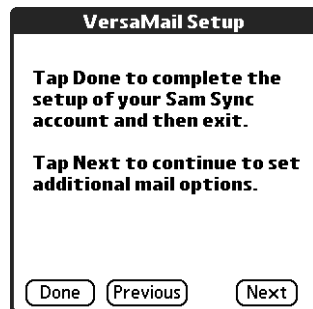 VersaMail Setup
Tap Done to complete the
setup of your Sam Sync
account and then exit.
Tap Next to continue to set
additional mail options.
Done Previous Next